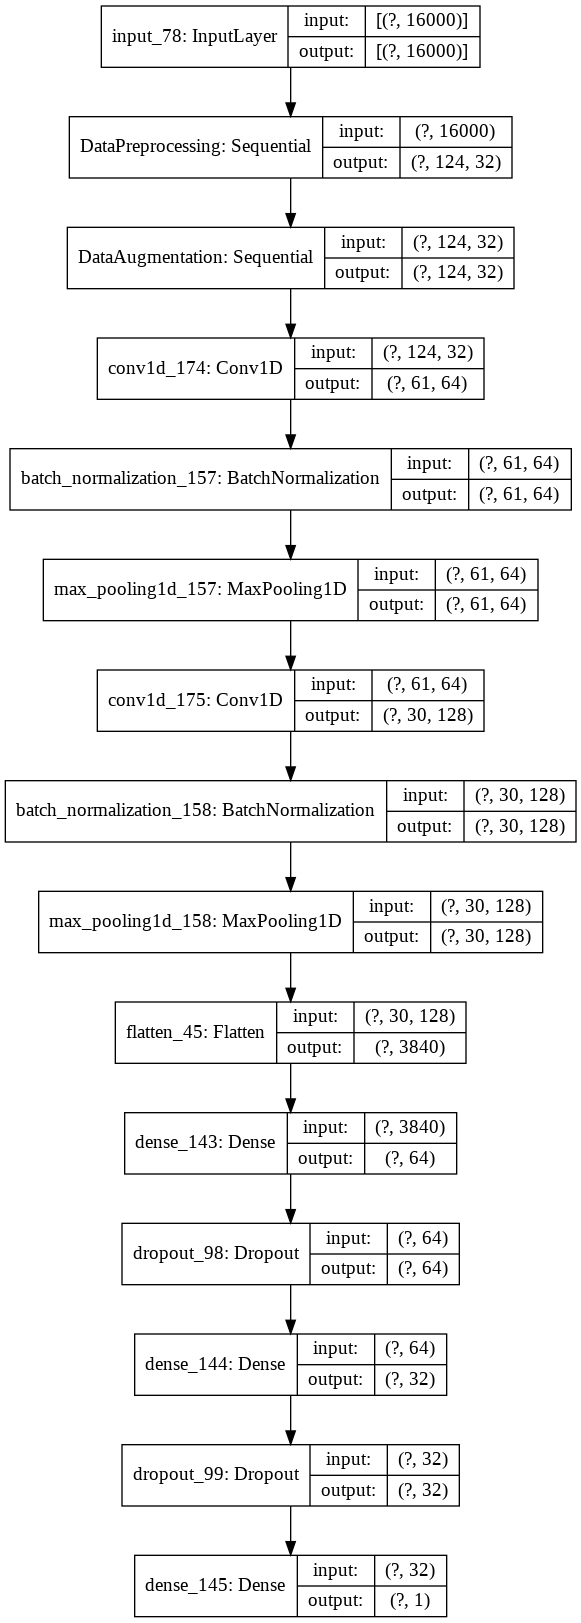 input_78: InputLayer
input: [(?, 16000)]
output: [(?, 16000)]
DataPreprocessing: Sequential
input: (?, 16000)
output: (?, 124, 32)
DataAugmentation: Sequential
input: (?, 124, 32)
output: (?, 124, 32)
conv1d_174: Conv1D
input: (?, 124, 32)
output: (?, 61, 64)
batch_normalization_157: BatchNormalization
input: (?, 61, 64)
output: (?, 61, 64)
max_pooling1d_157: MaxPooling1D
input: (?, 61, 64)
output: (?, 61, 64)
conv1d_175: Conv1D
input: (?, 61, 64)
output: (?, 30, 128)
batch_normalization_158: BatchNormalization
input: (?, 30, 128)
output: (?, 30, 128)
max_pooling1d_158: MaxPooling1D
input: (?, 30, 128)
output: (?, 30, 128)
flatten_45: Flatten
input: (?, 30, 128)
output: (?, 3840)
dense_143: Dense
input: (?, 3840)
output: (?, 64)
dropout_98: Dropout
input: (?, 64)
output: (?, 64)
dense_144: Dense
input: (?, 64)
output: (?, 32)
dropout_99: Dropout
input: (?, 32)
output: (?, 32)
dense_145: Dense
input: (?, 32)
output: (?, 1)